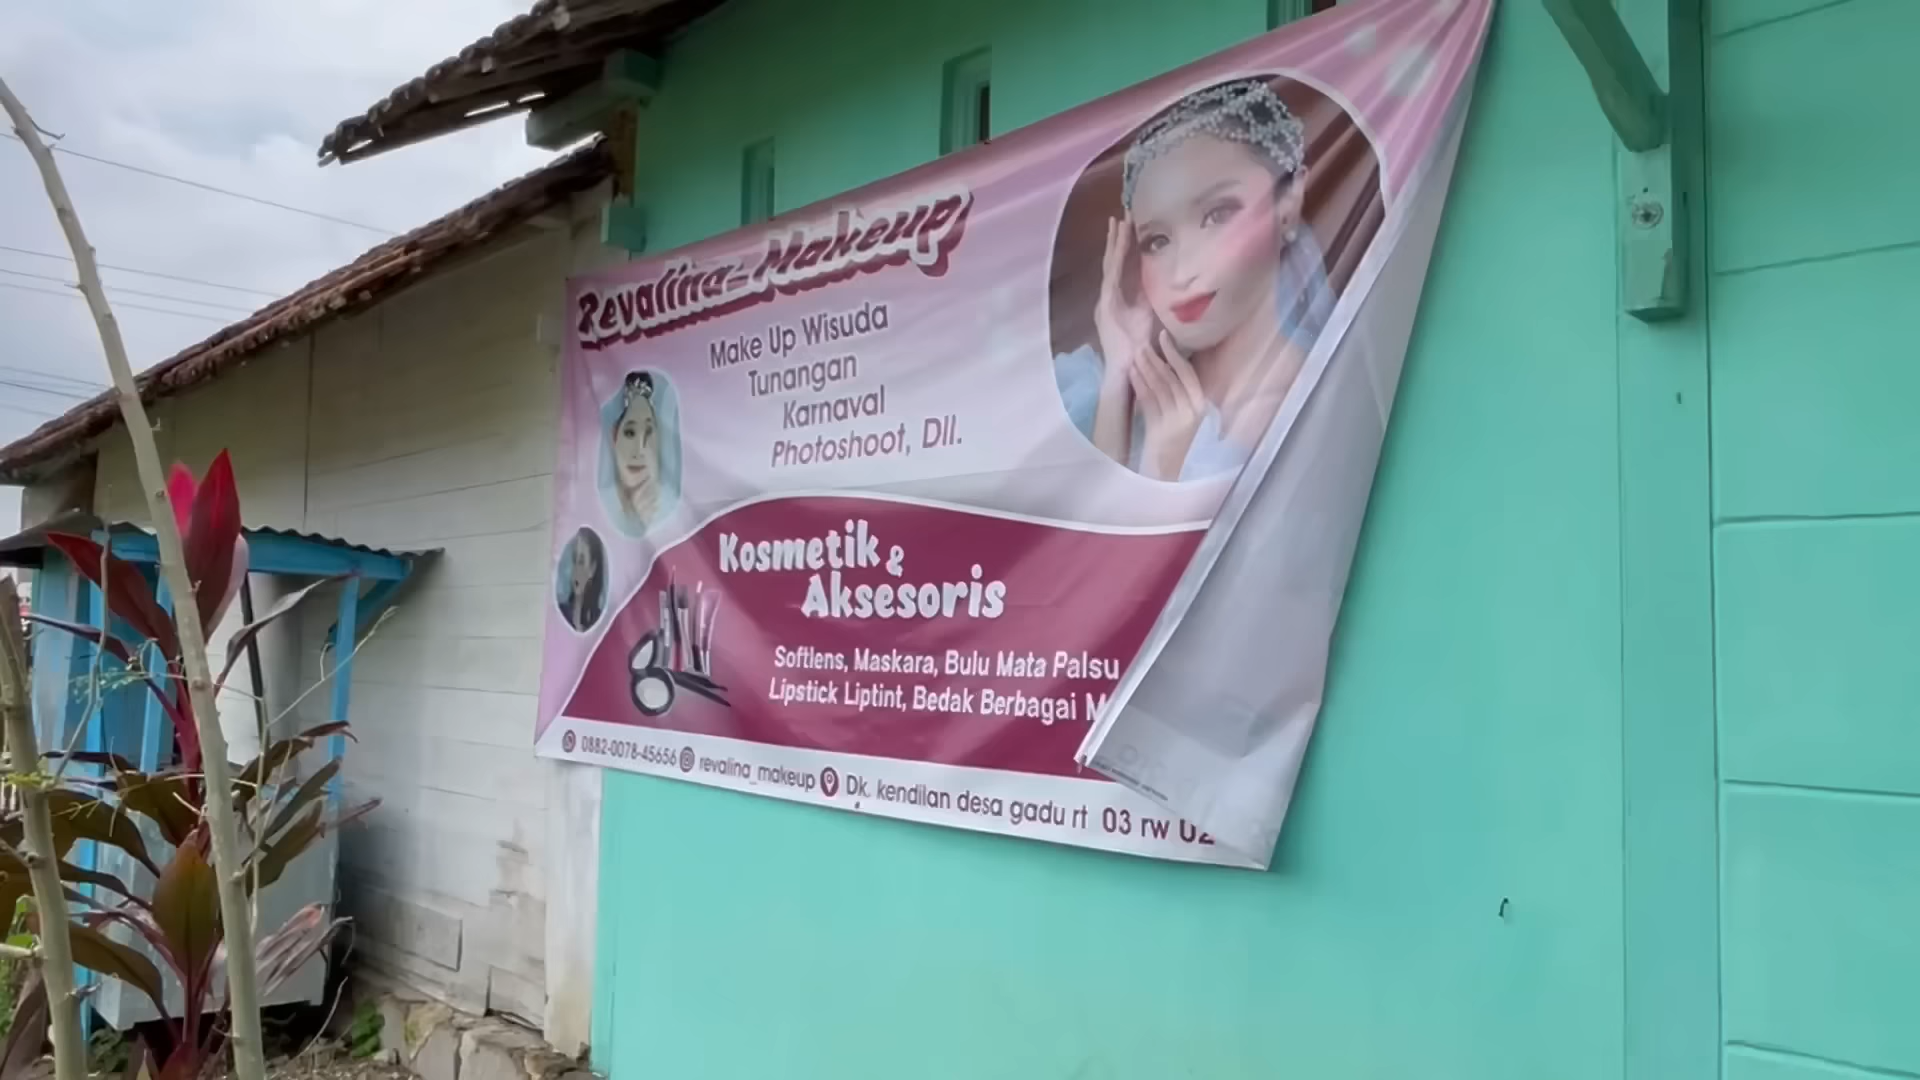 Revalina-Makeup
Make Up Wisuda
Tunangan
Karnaval
Photoshoot, Dll.
Kosmetik &
Aksesoris
Softlens, Maskara, Bulu Mata Palsu
Lipstick Liptint, Bedak Berbagai
0882-0078-45656 revalina_makeup Dk. kendilan desa gadu rt 03 rw 02